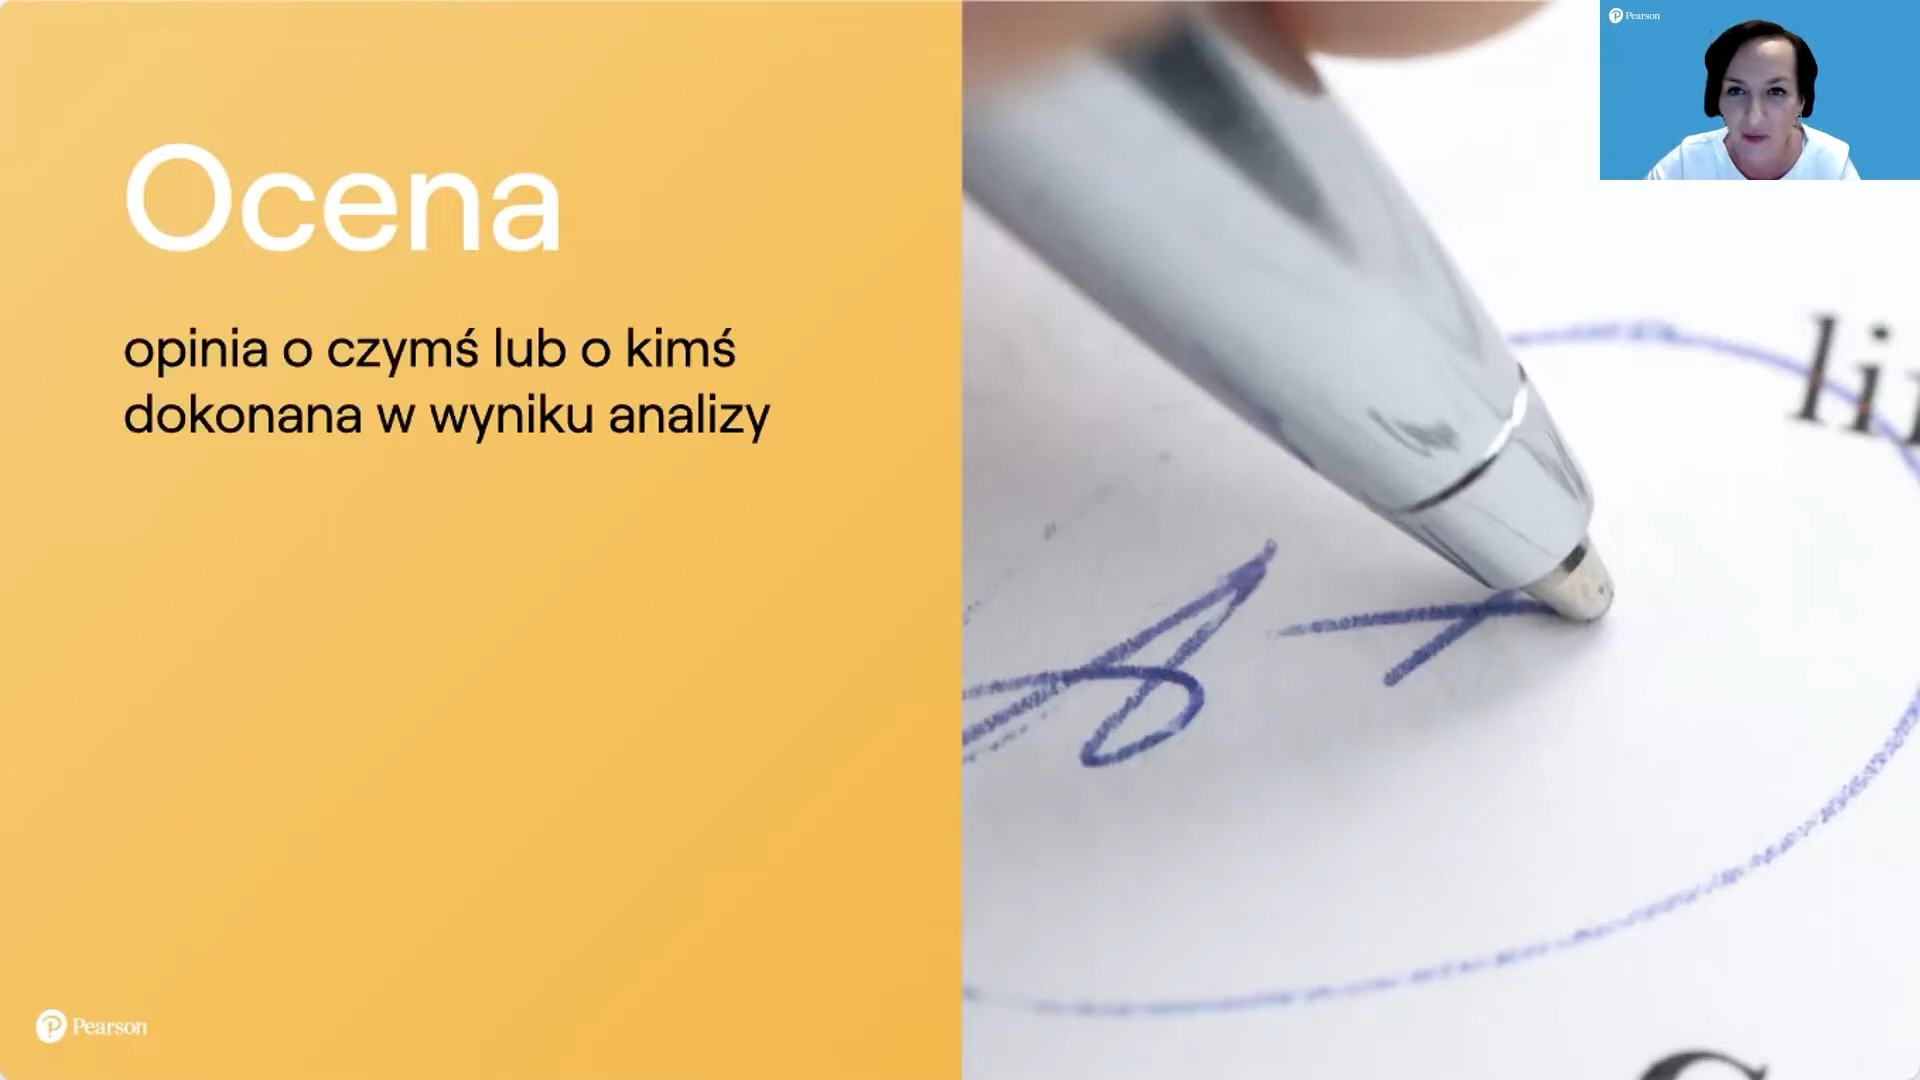 Ocena
opinia o czymś lub o kimś
dokonana w wyniku analizy
Pearson
Pearson